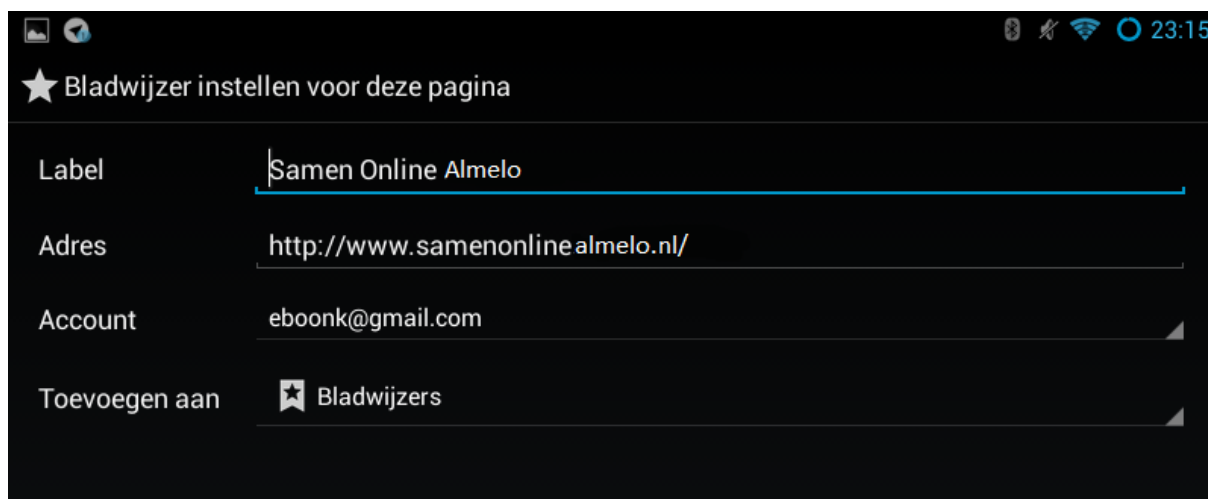 23:15
Bladwijzer instellen voor deze pagina
Label Samen Online Almelo
Adres http://www.samenonlinealmelo.nl/
Account eboonk@gmail.com
Toevoegen aan Bladwijzers